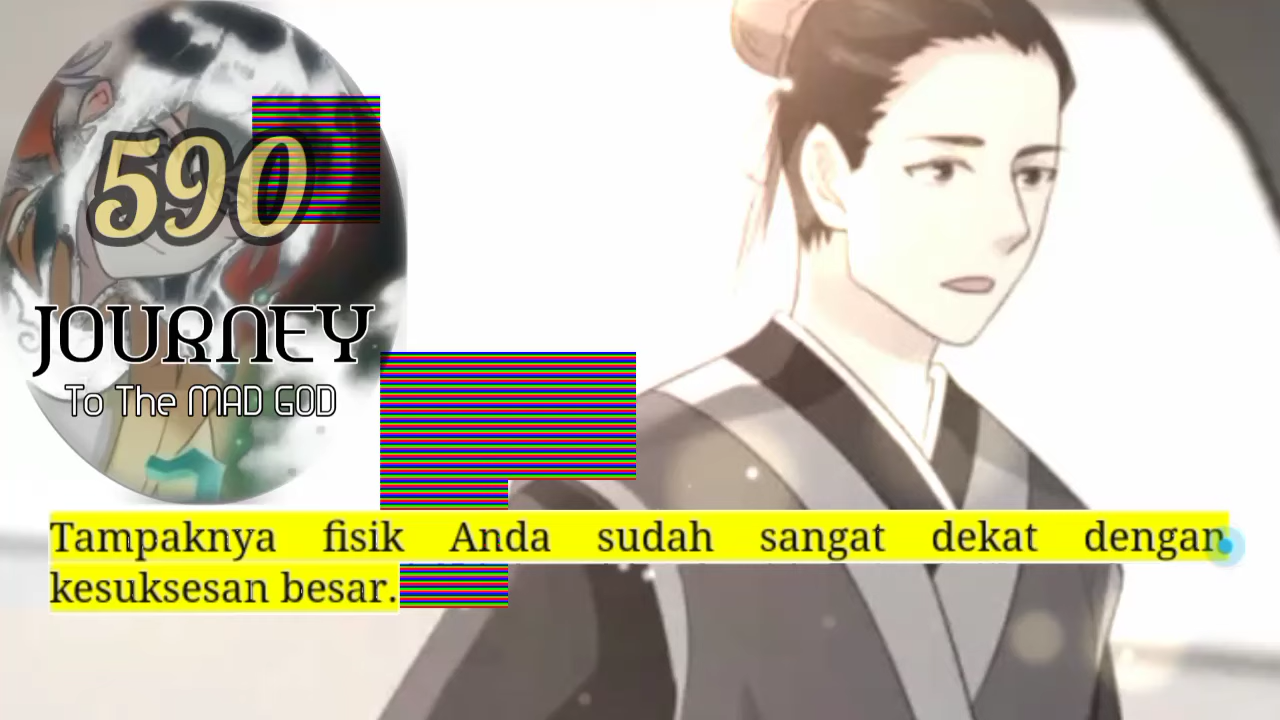 590
JOURNEY
To The MAD GOD
Tampaknya fisik Anda sudah sangat dekat dengan
kesuksesan besar.